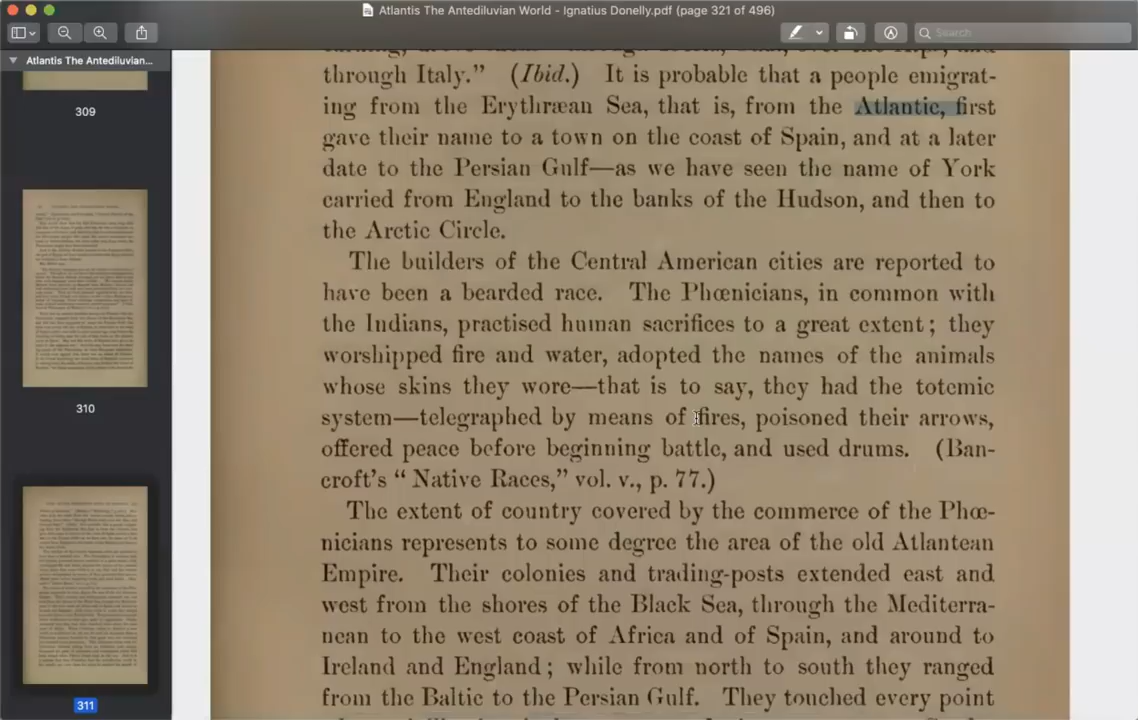 Atlantis The Antediluvian World - Ignatius Donelly.pdf (page 321 of 496)
Search
Atlantis The Antediluvian...
309
310
311
through Italy.” (Ibid.) It is probable that a people emigrat-
ing from the Erythræan Sea, that is, from the Atlantic, first
gave their name to a town on the coast of Spain, and at a later
date to the Persian Gulf—as we have seen the name of York
carried from England to the banks of the Hudson, and then to
the Arctic Circle.
The builders of the Central American cities are reported to
have been a bearded race. The Phœnicians, in common with
the Indians, practised human sacrifices to a great extent; they
worshipped fire and water, adopted the names of the animals
whose skins they wore—that is to say, they had the totemic
system—telegraphed by means of fires, poisoned their arrows,
offered peace before beginning battle, and used drums. (Ban-
croft's “ Native Races,” vol. v., p. 77.)
The extent of country covered by the commerce of the Phœ-
nicians represents to some degree the area of the old Atlantean
Empire. Their colonies and trading-posts extended east and
west from the shores of the Black Sea, through the Mediterra-
nean to the west coast of Africa and of Spain, and around to
Ireland and England; while from north to south they ranged
from the Baltic to the Persian Gulf. They touched every point